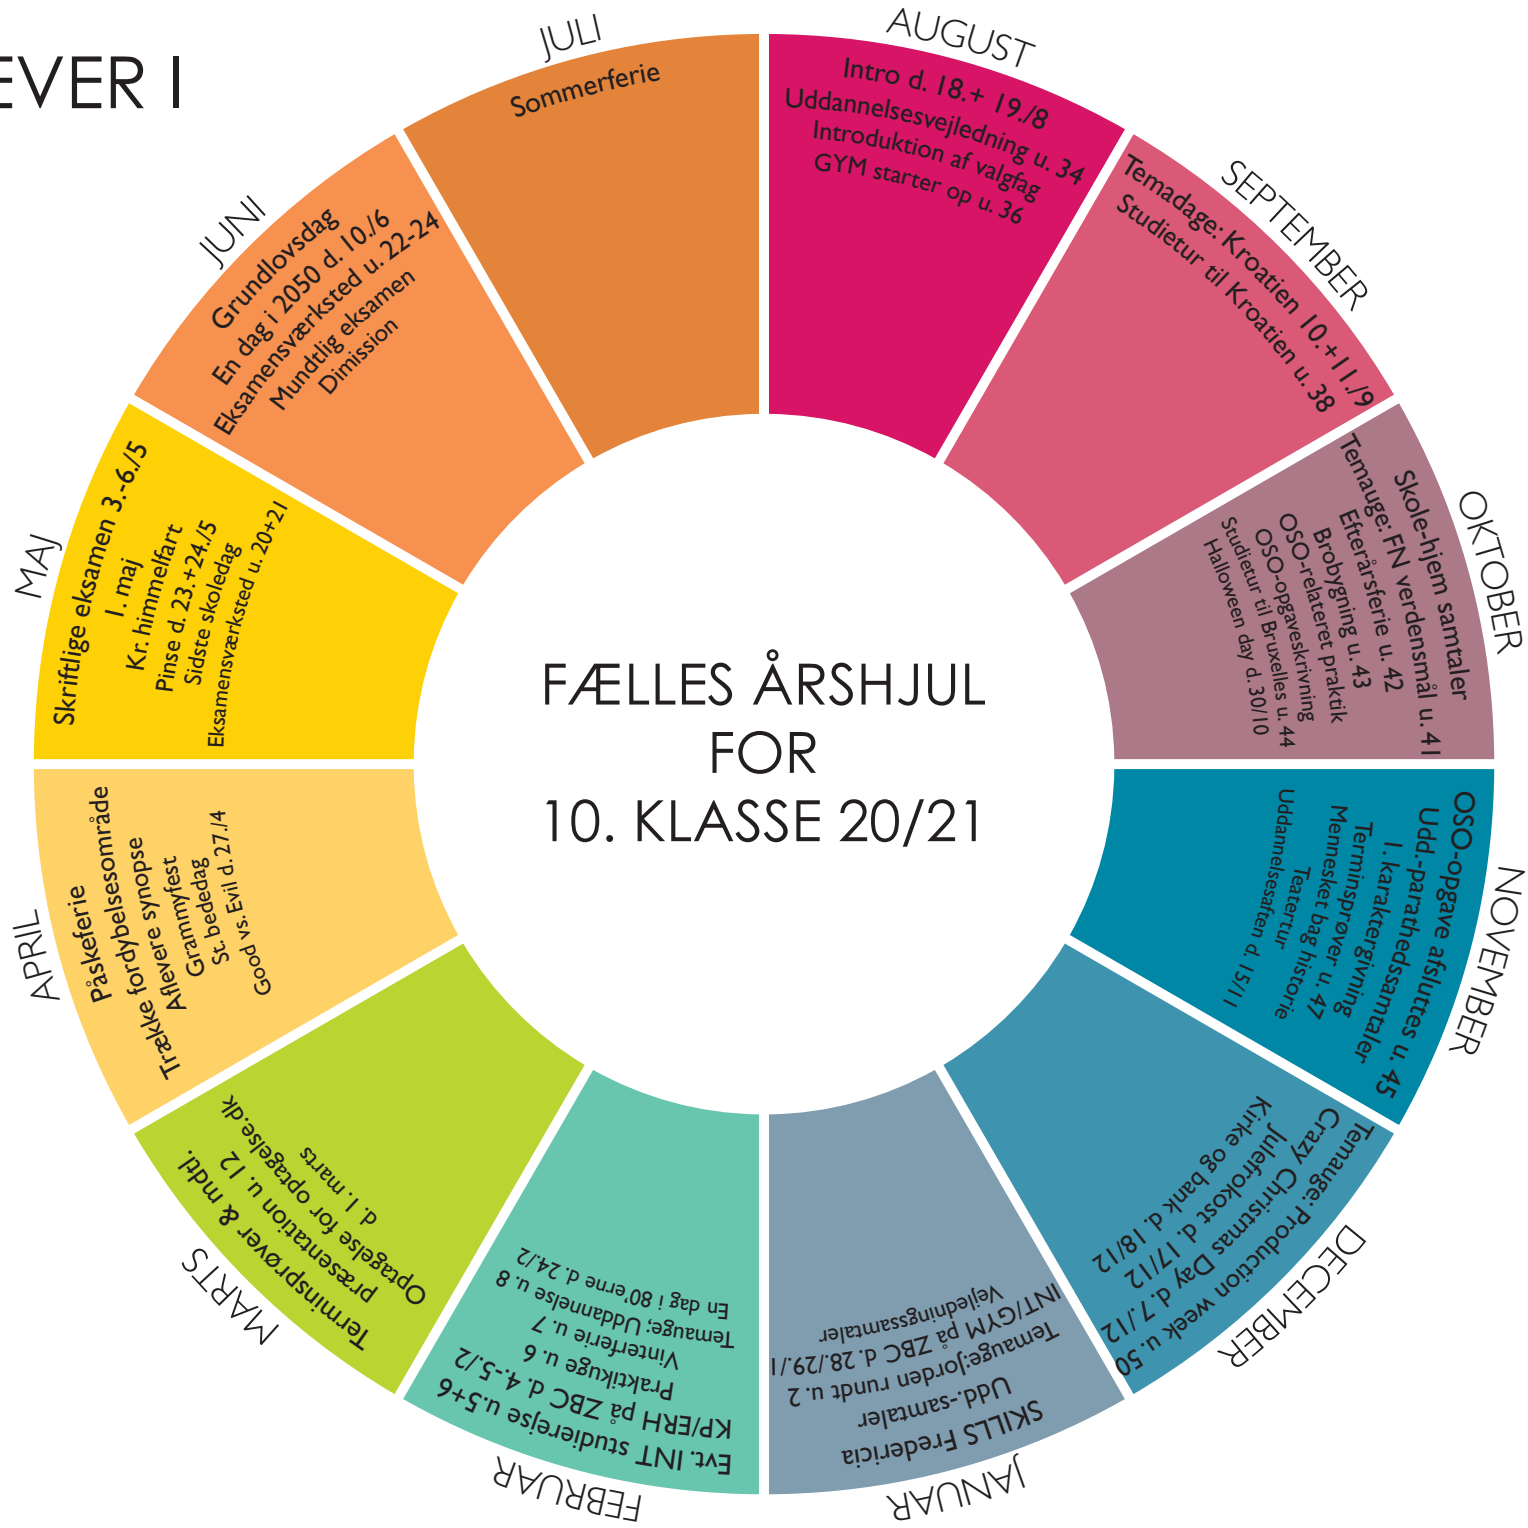 EVER I
FÆLLES ÅRSHJUL
FOR
10. KLASSE 20/21
AUGUST
Intro d. 18.+ 19./8
Uddannelsesvejledning u. 34
Introduktion af valgfag
GYM starter op u. 36
SEPTEMBER
Temadage: Kroatien 10.+11./9
Studietur til Kroatien u. 38
OKTOBER
Skole-hjem samtaler
Temauge: FN verdensmål u. 41
Efterårsferie u. 42
Brobygning u. 43
OSO-relateret praktik
OSO-opgaveskrivning
Studietur til Bruxelles u. 44
Halloween day d. 30/10
NOVEMBER
OSO-opgave afsluttes u. 45
Udd.-parathedssamtaler
1. karaktergivning
Terminsprøver u. 47
Mennesket bag historie
Teatertur
Uddannelsesaften d. 15/11
DECEMBER
Temauge: Production week u. 50
Crazy Christmas Day d. 7./12
Julefrokost d. 17/12
Kirke og bank d. 18/12
JANUAR
SKILLS Fredericia
Udd.-samtaler
Temauge:Jorden rundt u. 2
INT/GYM på ZBC d. 28./29./1
Vejledningssamtaler
FEBRUAR
Evt. INT studierejse u.5+6
KP/ERH på ZBC d. 4.-5./2
Praktikuge u. 6
Vinterferie u. 7
Temauge; Uddannelse u. 8
En dag i 80'erne d. 24./2
MARTS
Terminsprøver & mdtl.
præsentation u. 12
Optagelse for optagelse.dk
d. 1. marts
APRIL
Påskeferie
Trække fordybelsesområde
Aflevere synopse
Grammyfest
St. bededag
Good vs. Evil d. 27./4
MAJ
Skriftlige eksamen 3.-6./5
1. maj
Kr. himmelfart
Pinse d. 23.+24./5
Sidste skoledag
Eksamensværksted u. 20+21
JUNI
Grundlovsdag
En dag i 2050 d. 10./6
Eksamensværksted u. 22-24
Mundtlig eksamen
Dimission
JULI
Sommerferie